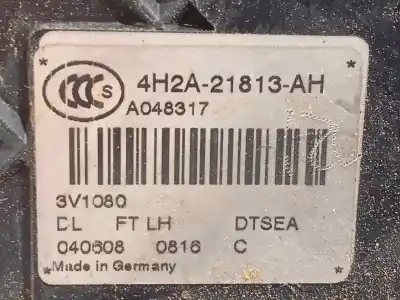 CCC S 4H2A-21813-AH
A048317
3V1080
DL FT LH DTSEA
040608 0816 C
Made in Germany